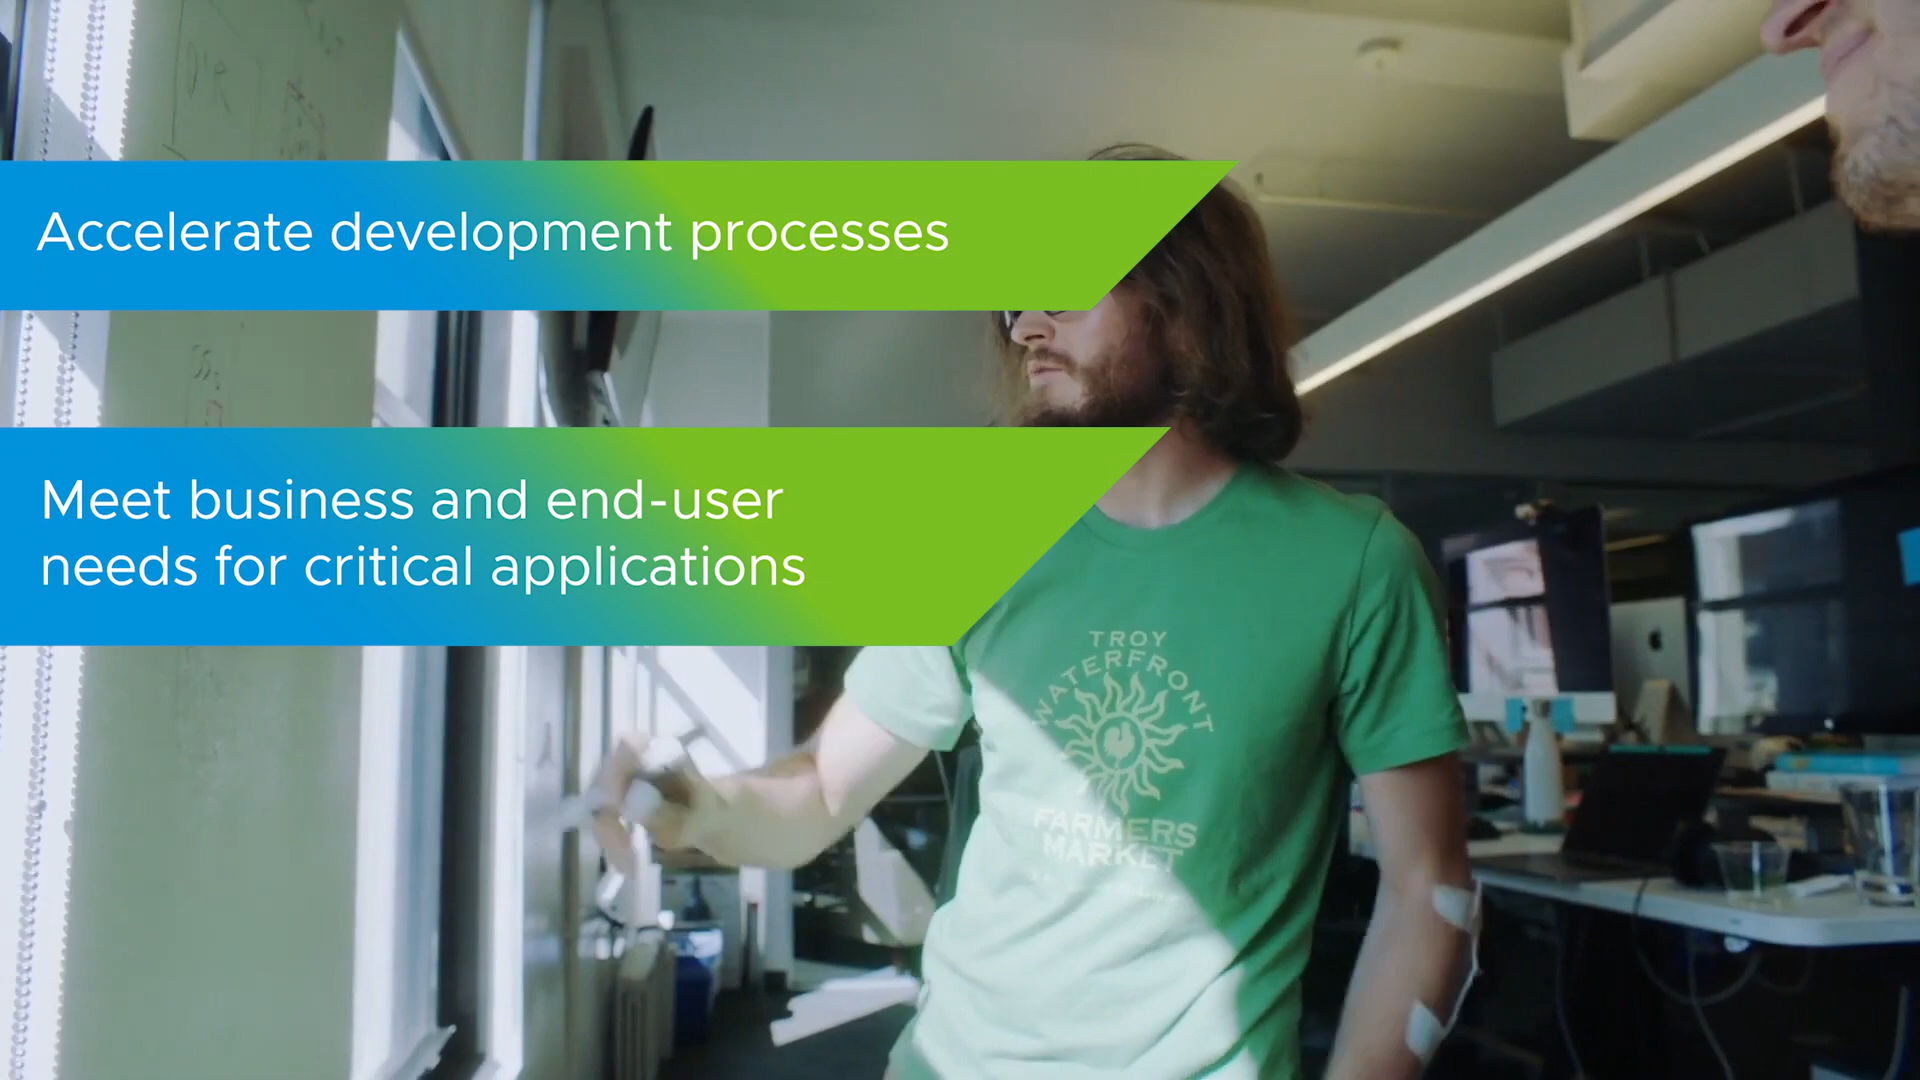 Accelerate development processes
Meet business and end-user
needs for critical applications
TROY
WATERFRONT
FARMERS
MARKET